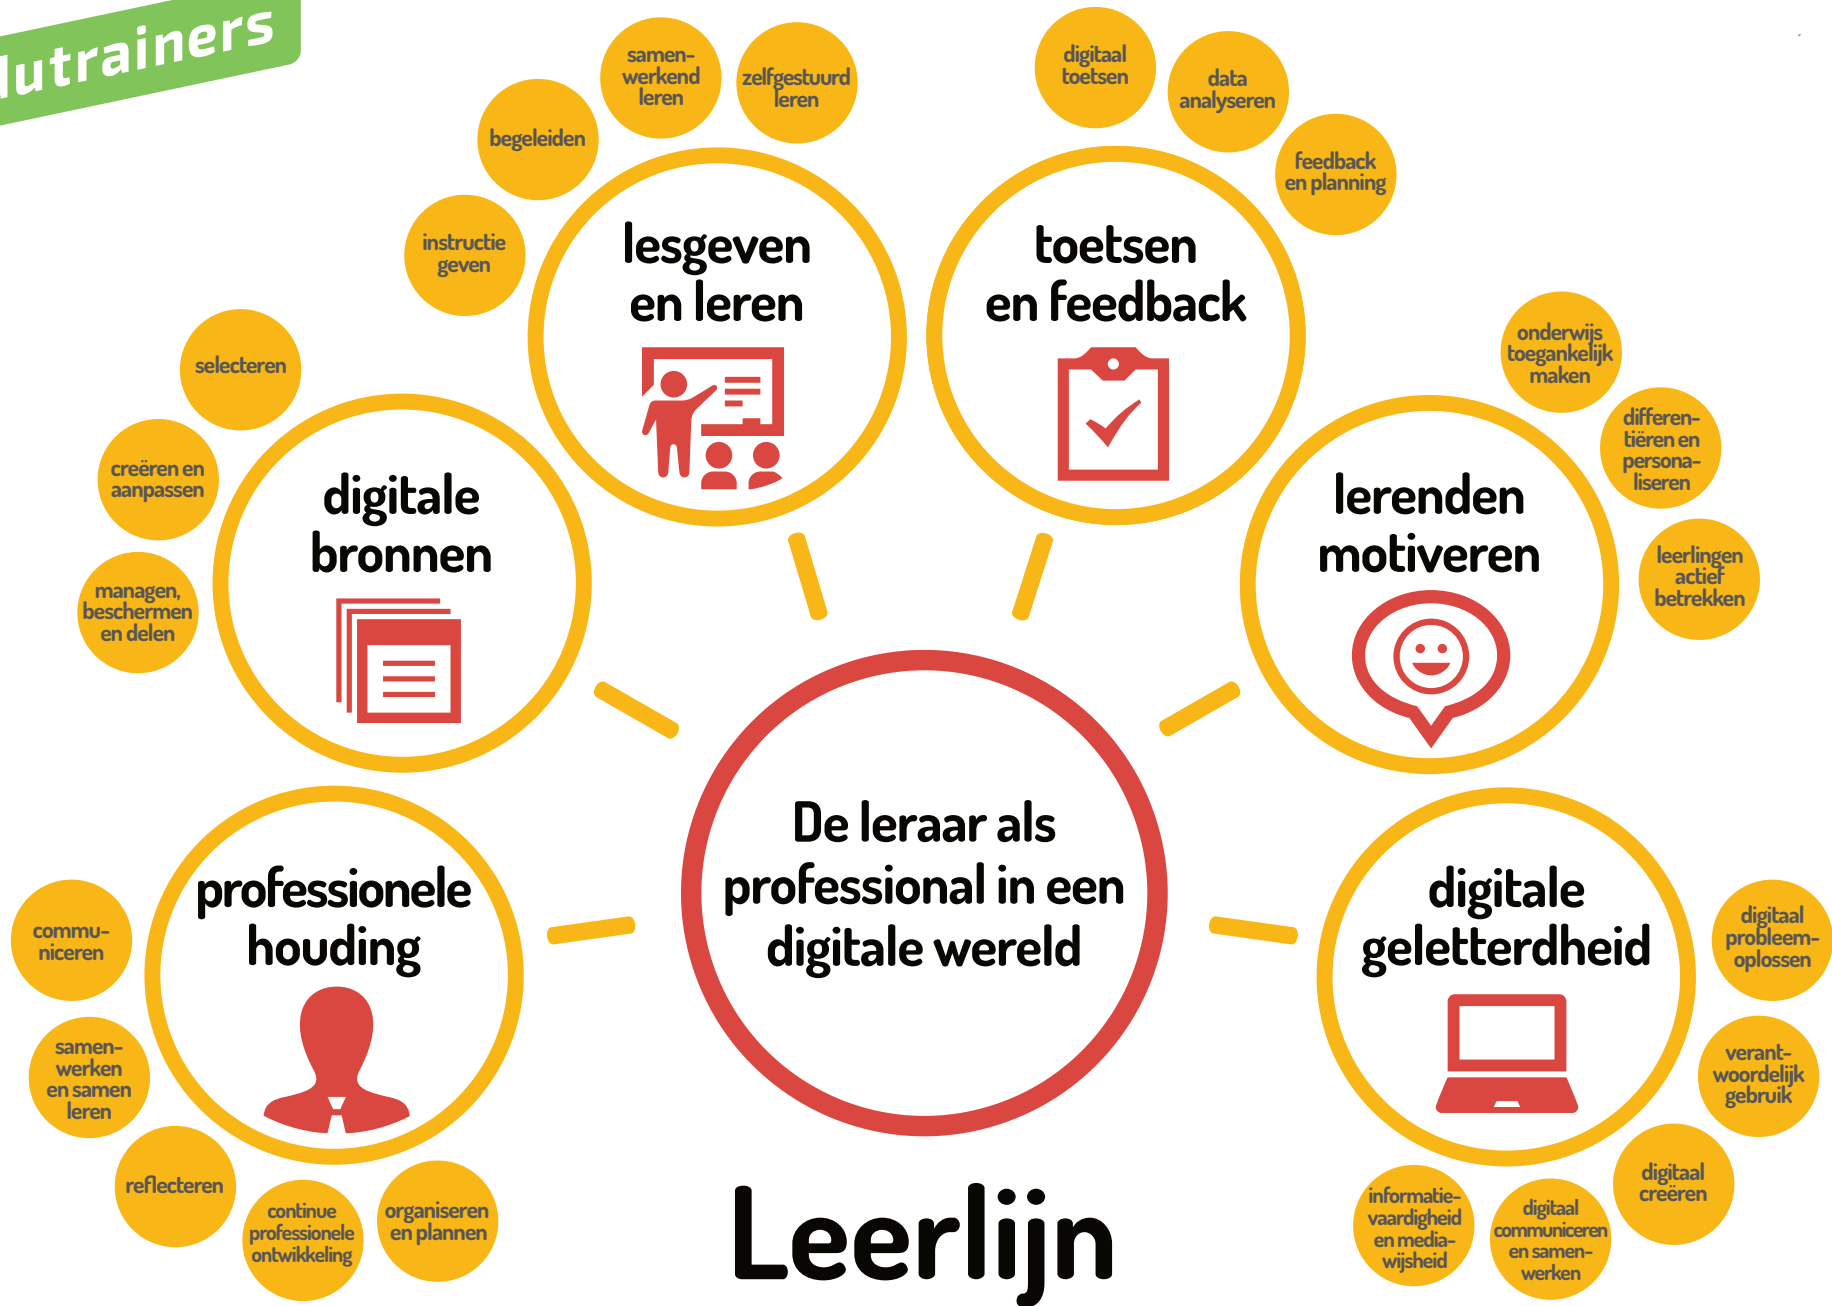 lutrainers
samen-
werkend
leren
zelfgestuurd
leren
begeleiden
instructie
geven
lesgeven
en leren
digitaal
toetsen
data
analyseren
feedback
en planning
toetsen
en feedback
selecteren
creëren en
aanpassen
managen,
beschermen
en delen
digitale
bronnen
onderwijs
toegankelijk
maken
differen-
tiëren en
persona-
liseren
leerlingen
actief
betrekken
lerenden
motiveren
De leraar als
professional in een
digitale wereld
professionele
houding
commu-
niceren
samen-
werken
en samen
leren
reflecteren
continue
professionele
ontwikkeling
organiseren
en plannen
digitale
geletterdheid
digitaal
probleem-
oplossen
verant-
woordelijk
gebruik
digitaal
creëren
digitaal
communiceren
en samen-
werken
informatie-
vaardigheid
en media-
wijsheid
Leerlijn